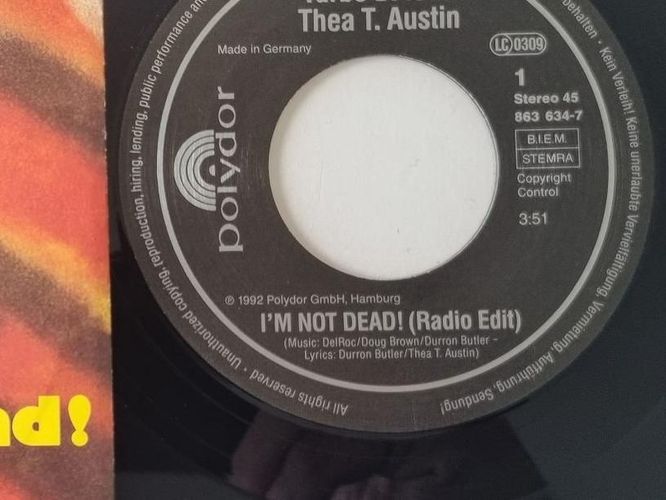 Thea T. Austin
Made in Germany
LC 0309
1
Stereo 45
863 634-7
B.I.E.M.
STEMRA
Copyright
Control
3:51
polydor
℗ 1992 Polydor GmbH, Hamburg
I'M NOT DEAD! (Radio Edit)
(Music: DelRoc/Doug Brown/Durron Butler -
Lyrics: Durron Butler/Thea T. Austin)
All rights reserved • Unauthorized copying, reproduction, hiring, lending, public performance and
behalten • Kein Verleih! Keine unerlaubte Vervielfältigung, Vermietung, Aufführung, Sendung!
ad!